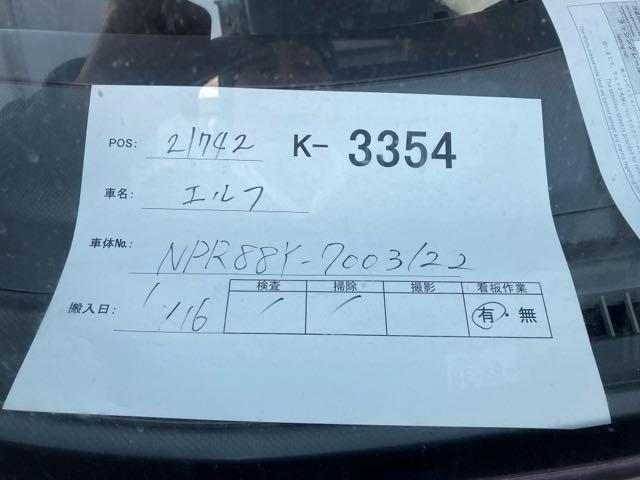 POS: 21742 K- 3354
車名: エルフ
車体No. NPR88Y-7003122
検査 掃除 撮影 看板作業
搬入日: 1/16 / / 有・無